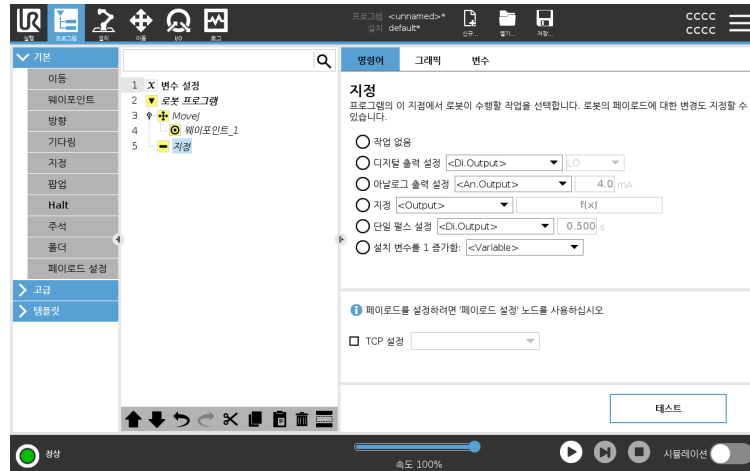 UR
실행
프로그램
설치
이동
I/O
로그
프로그램 <unnamed>*
설치 default*
신규...
열기...
저장...
cccc
cccc
기본
이동
웨이포인트
방향
기다림
지정
팝업
Halt
주석
폴더
페이로드 설정
고급
템플릿
1 X 변수 설정
2 로봇 프로그램
3 MoveJ
4 웨이포인트_1
5 지정
명령어 그래픽 변수
지정
프로그램의 이 지점에서 로봇이 수행할 작업을 선택합니다. 로봇의 페이로드에 대한 변경도 지정할 수
있습니다.
작업 없음
디지털 출력 설정 <Di.Output> LO
아날로그 출력 설정 <An.Output> 4.0 mA
지정 <Output> f(x)
단일 펄스 설정 <Di.Output> 0.500 s
설치 변수를 1 증가함: <Variable>
페이로드를 설정하려면 '페이로드 설정' 노드를 사용하십시오
TCP 설정
테스트
정상
속도 100%
시뮬레이션